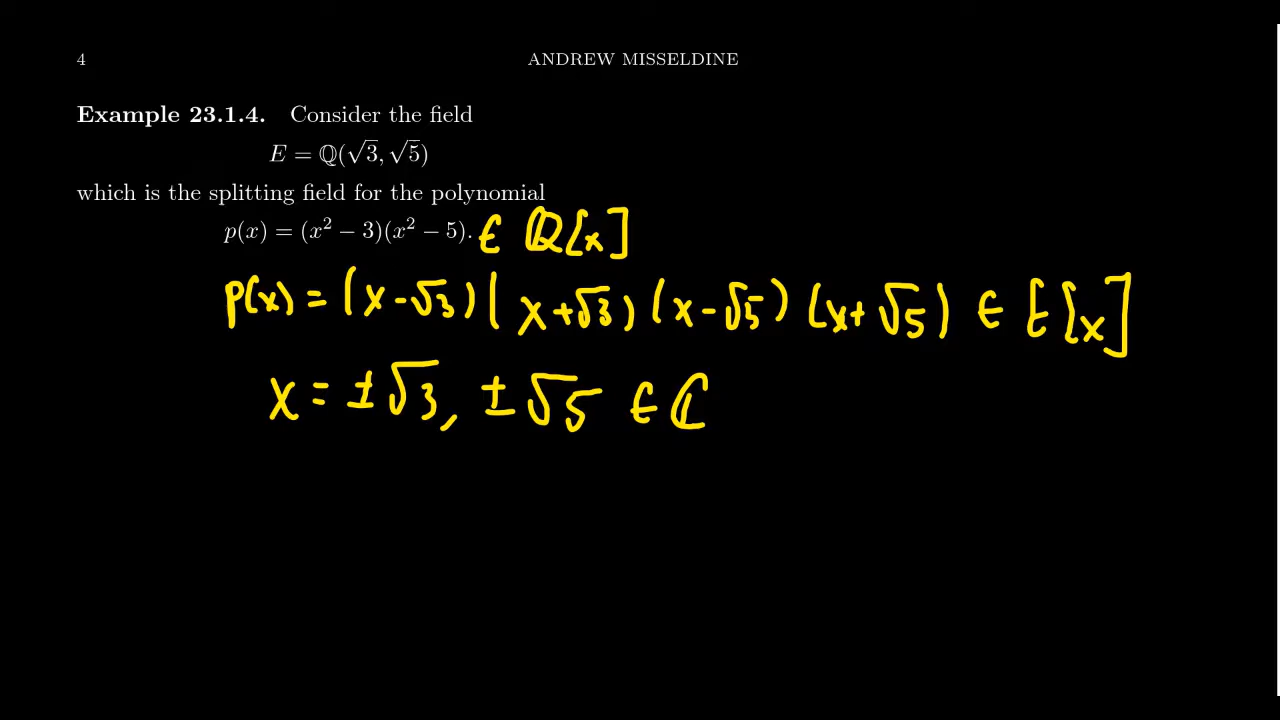 4 ANDREW MISSELDINE
Example 23.1.4. Consider the field
E = ℚ(√3, √5)
which is the splitting field for the polynomial
p(x) = (x² − 3)(x² − 5). ∈ ℚ[x]
p(x) = (x − √3)(x + √3)(x − √5)(x + √5) ∈ E[x]
x = ±√3, ±√5 ∈ ℂ